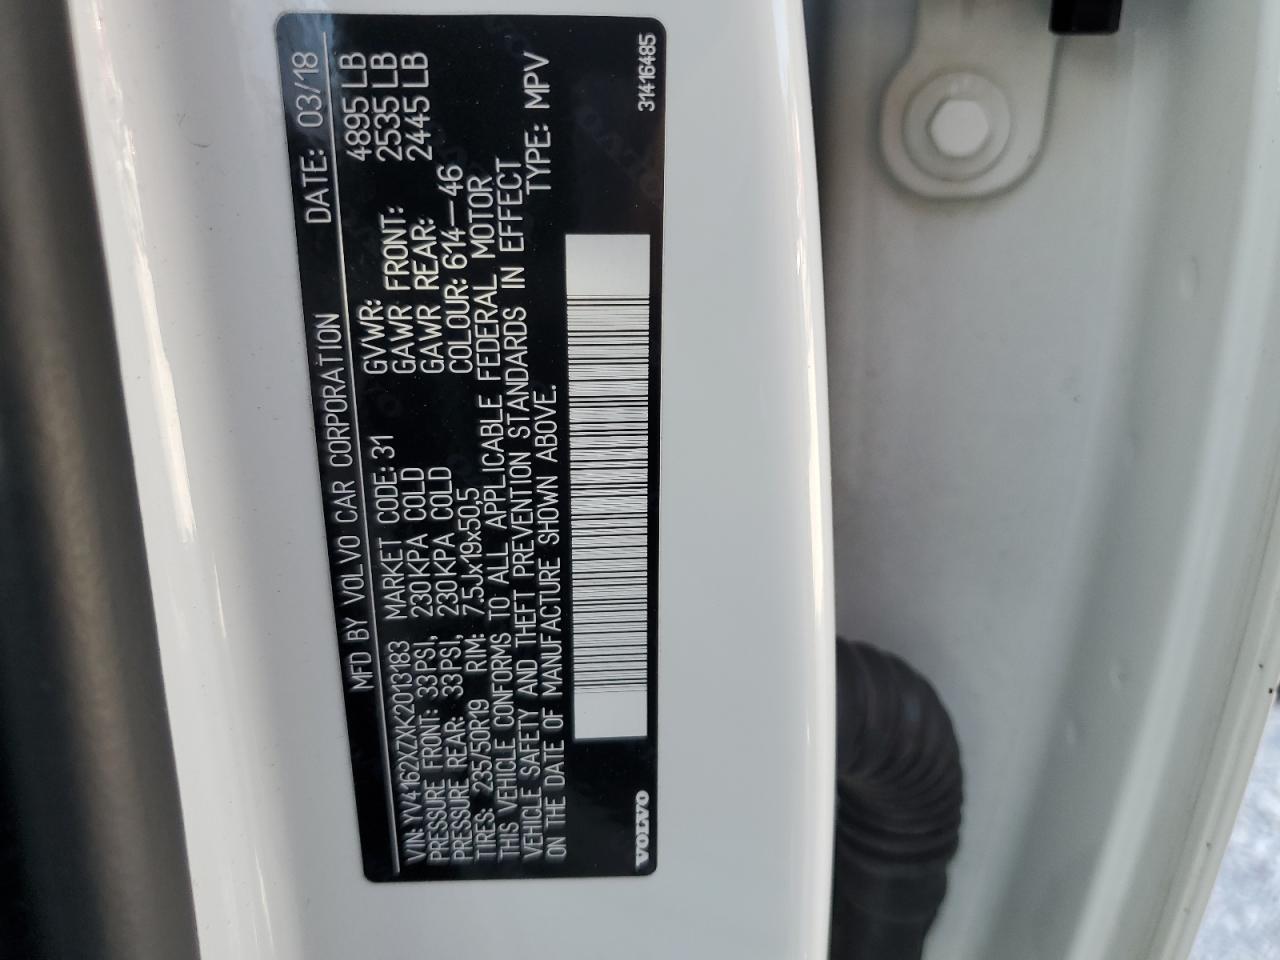 MFD BY VOLVO CAR CORPORATION DATE: 03/18
VIN: YV4162XZXK2013183 MARKET CODE: 31 GVWR: 4895 LB
PRESSURE FRONT: 33PSI, 230KPA COLD GAWR FRONT: 2535 LB
PRESSURE REAR: 33PSI, 230KPA COLD GAWR REAR: 2445 LB
TIRES: 235/50R19 RIM: 7.5Jx19x50,5 COLOUR: 614-46
THIS VEHICLE CONFORMS TO ALL APPLICABLE FEDERAL MOTOR
VEHICLE SAFETY AND THEFT PREVENTION STANDARDS IN EFFECT
ON THE DATE OF MANUFACTURE SHOWN ABOVE. TYPE: MPV
VOLVO 31416485